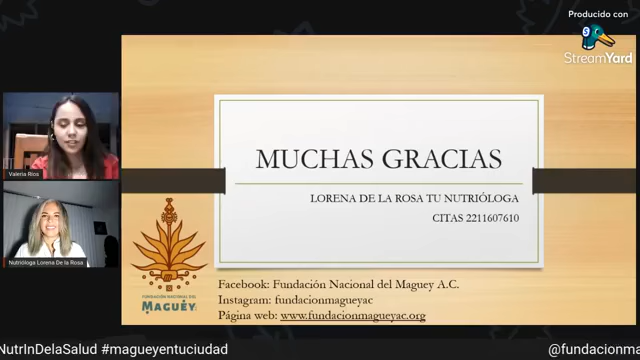 Producido con
StreamYard
MUCHAS GRACIAS
LORENA DE LA ROSA TU NUTRIÓLOGA
CITAS 2211607610
Valeria Ríos
Nutrióloga Lorena De la Rosa
FUNDACIÓN NACIONAL DEL
MAGUEY
Facebook: Fundación Nacional del Maguey A.C.
Instagram: fundacionmagueyac
Página web: www.fundacionmagueyac.org
NutrInDelaSalud #magueyentuciudad
@fundacionma